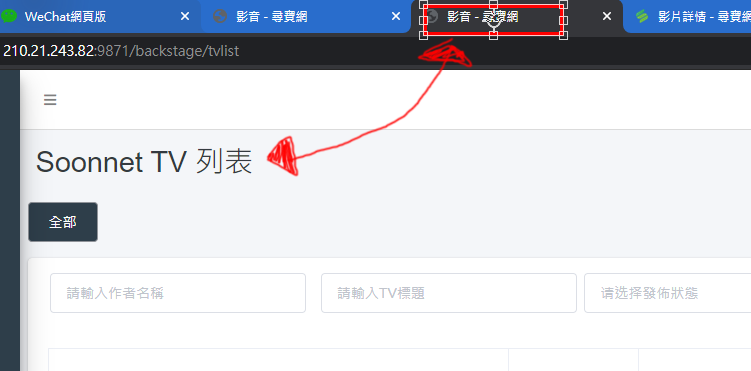 WeChat網頁版
影音 - 尋寶網
影音 - 尋寶網
影片詳情 - 尋寶網
210.21.243.82:9871/backstage/tvlist
Soonnet TV 列表
全部
請輸入作者名稱
請輸入TV標題
请选择發佈狀態